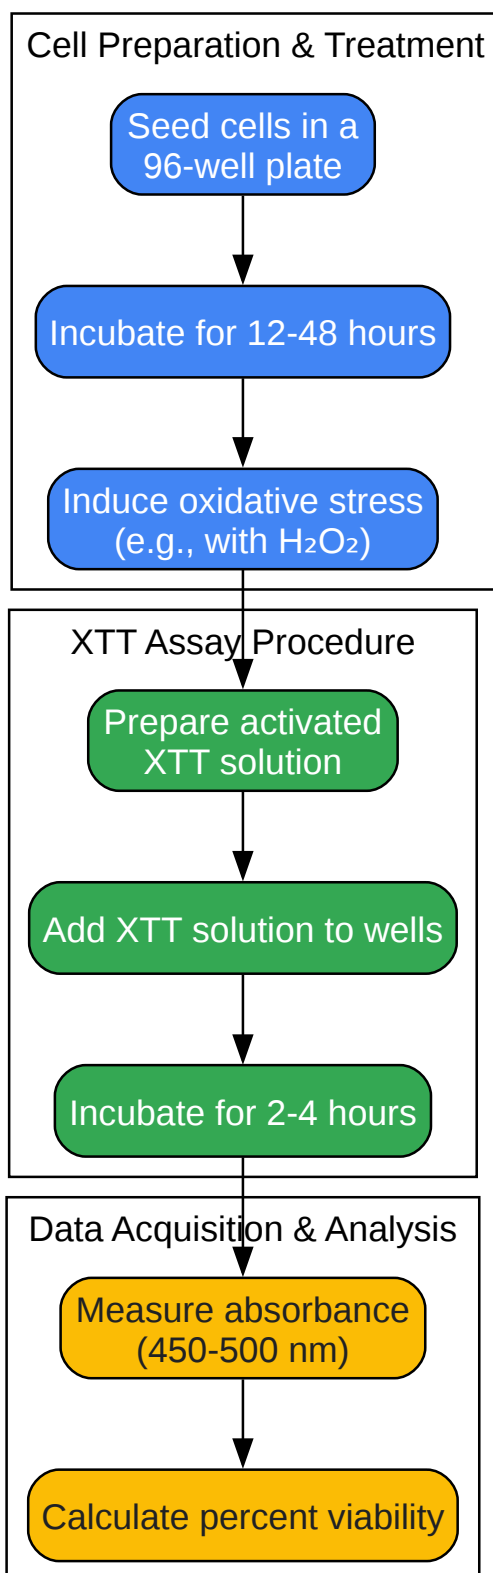 Cell Preparation & Treatment
Seed cells in a
96-well plate
Incubate for 12-48 hours
Induce oxidative stress
(e.g., with H₂O₂)
XTT Assay Procedure
Prepare activated
XTT solution
Add XTT solution to wells
Incubate for 2-4 hours
Data Acquisition & Analysis
Measure absorbance
(450-500 nm)
Calculate percent viability